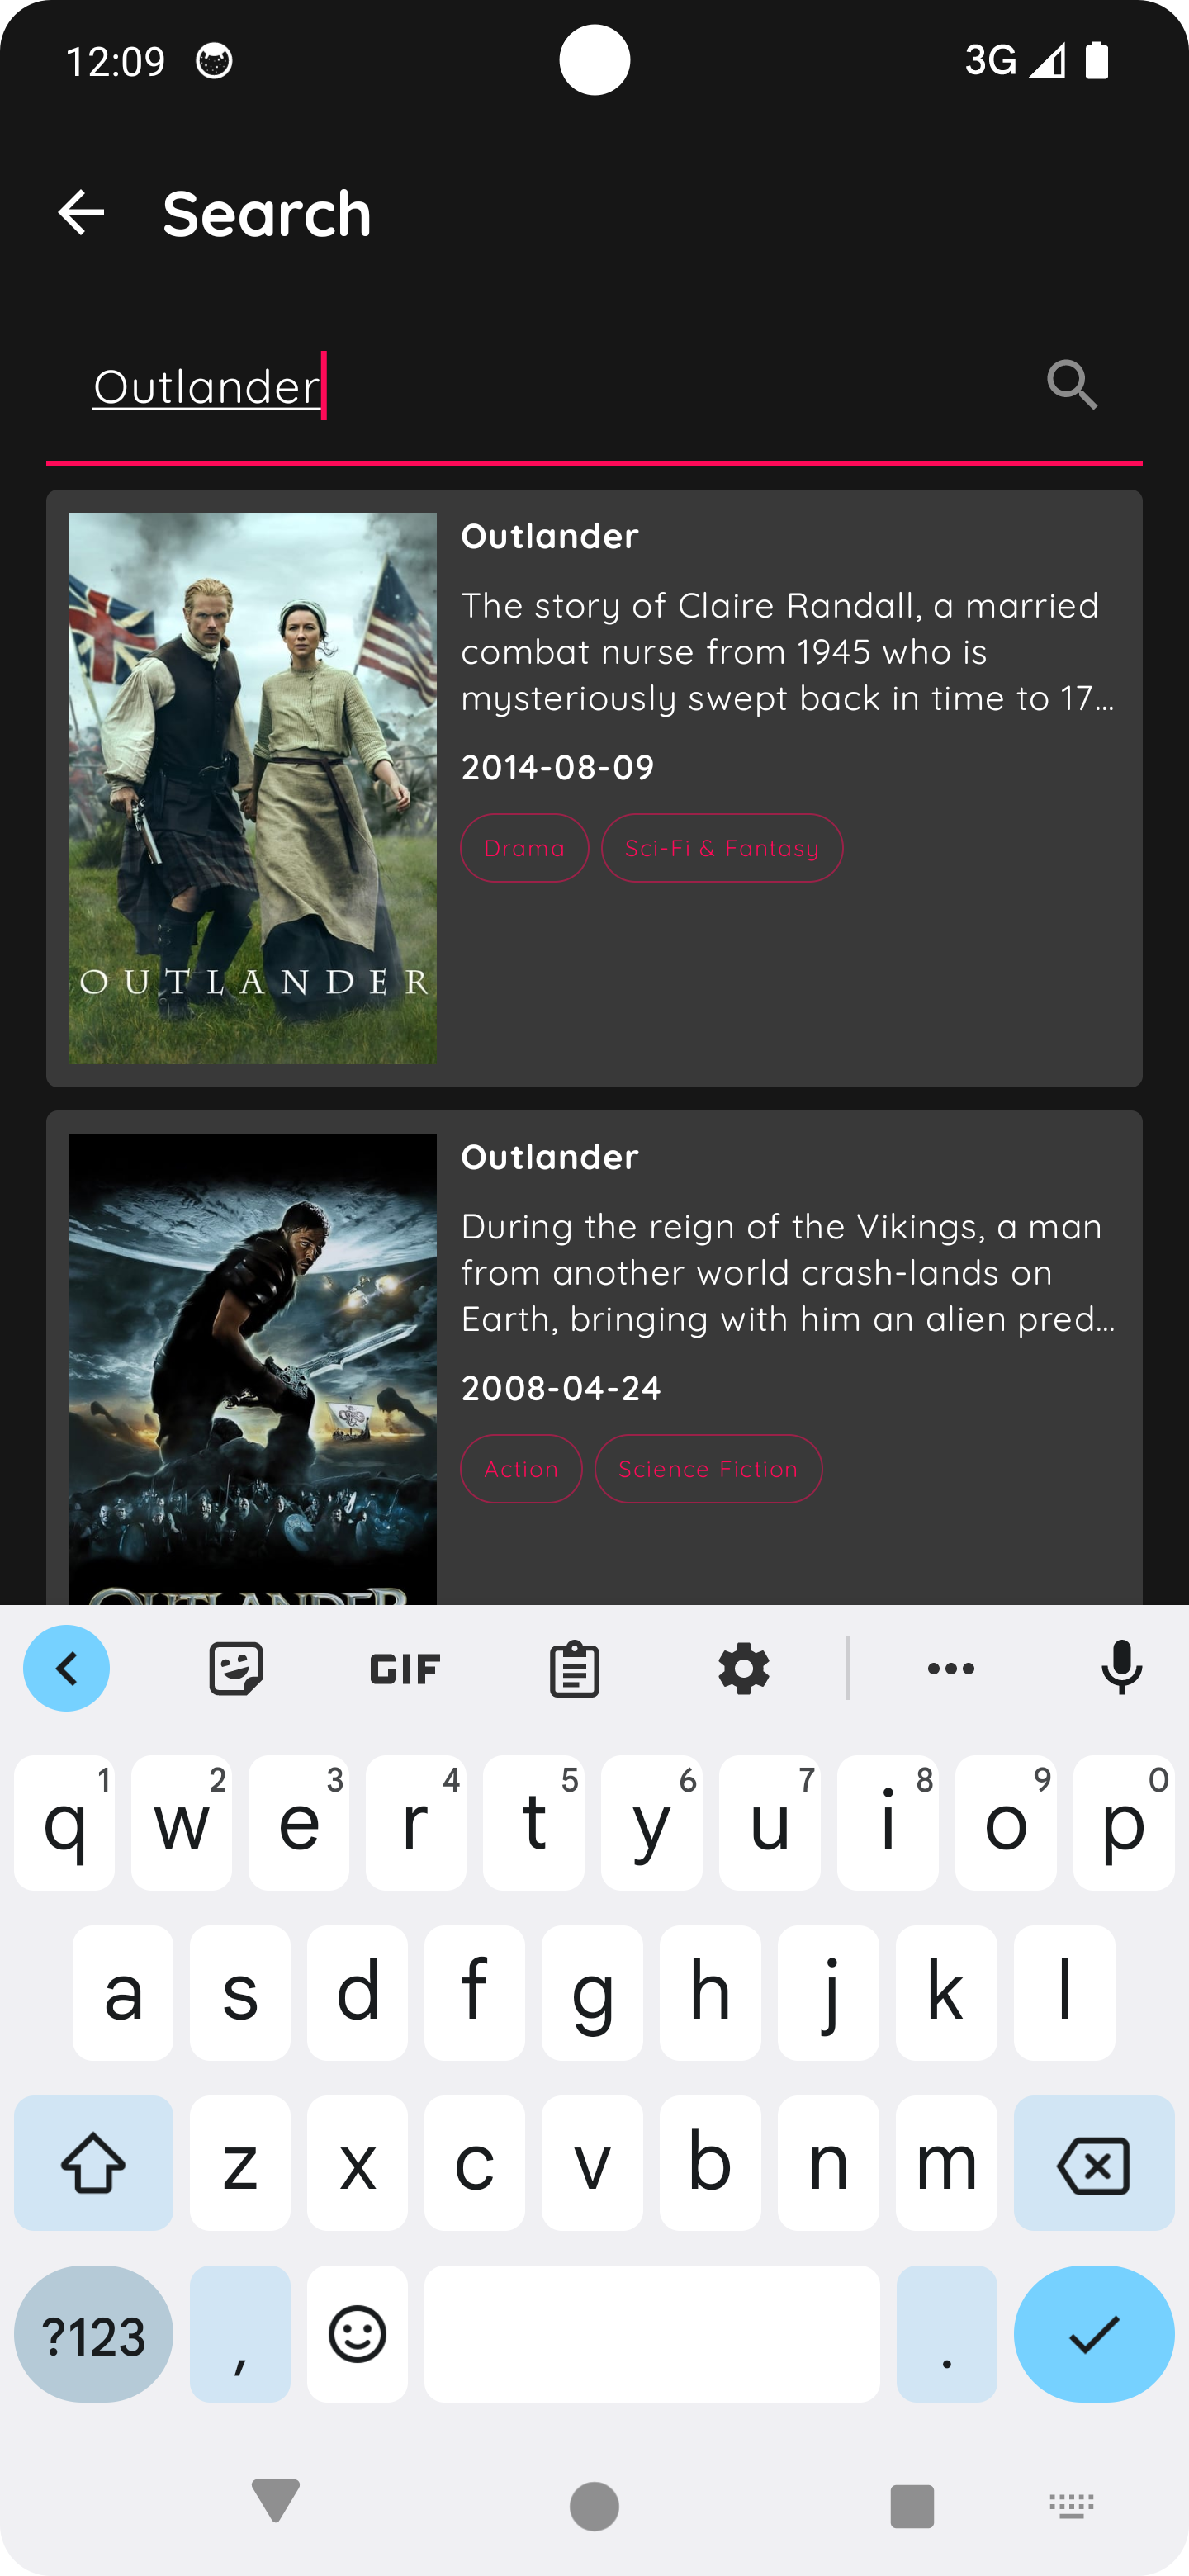 12:09
3G
Search
Outlander
Outlander
The story of Claire Randall, a married
combat nurse from 1945 who is
mysteriously swept back in time to 17...
2014-08-09
Drama
Sci-Fi & Fantasy
OUTLANDER
Outlander
During the reign of the Vikings, a man
from another world crash-lands on
Earth, bringing with him an alien pred...
2008-04-24
Action
Science Fiction
OUTLANDER
GIF
1 2 3 4 5 6 7 8 9 0
q w e r t y u i o p
a s d f g h j k l
z x c v b n m
?123 , .